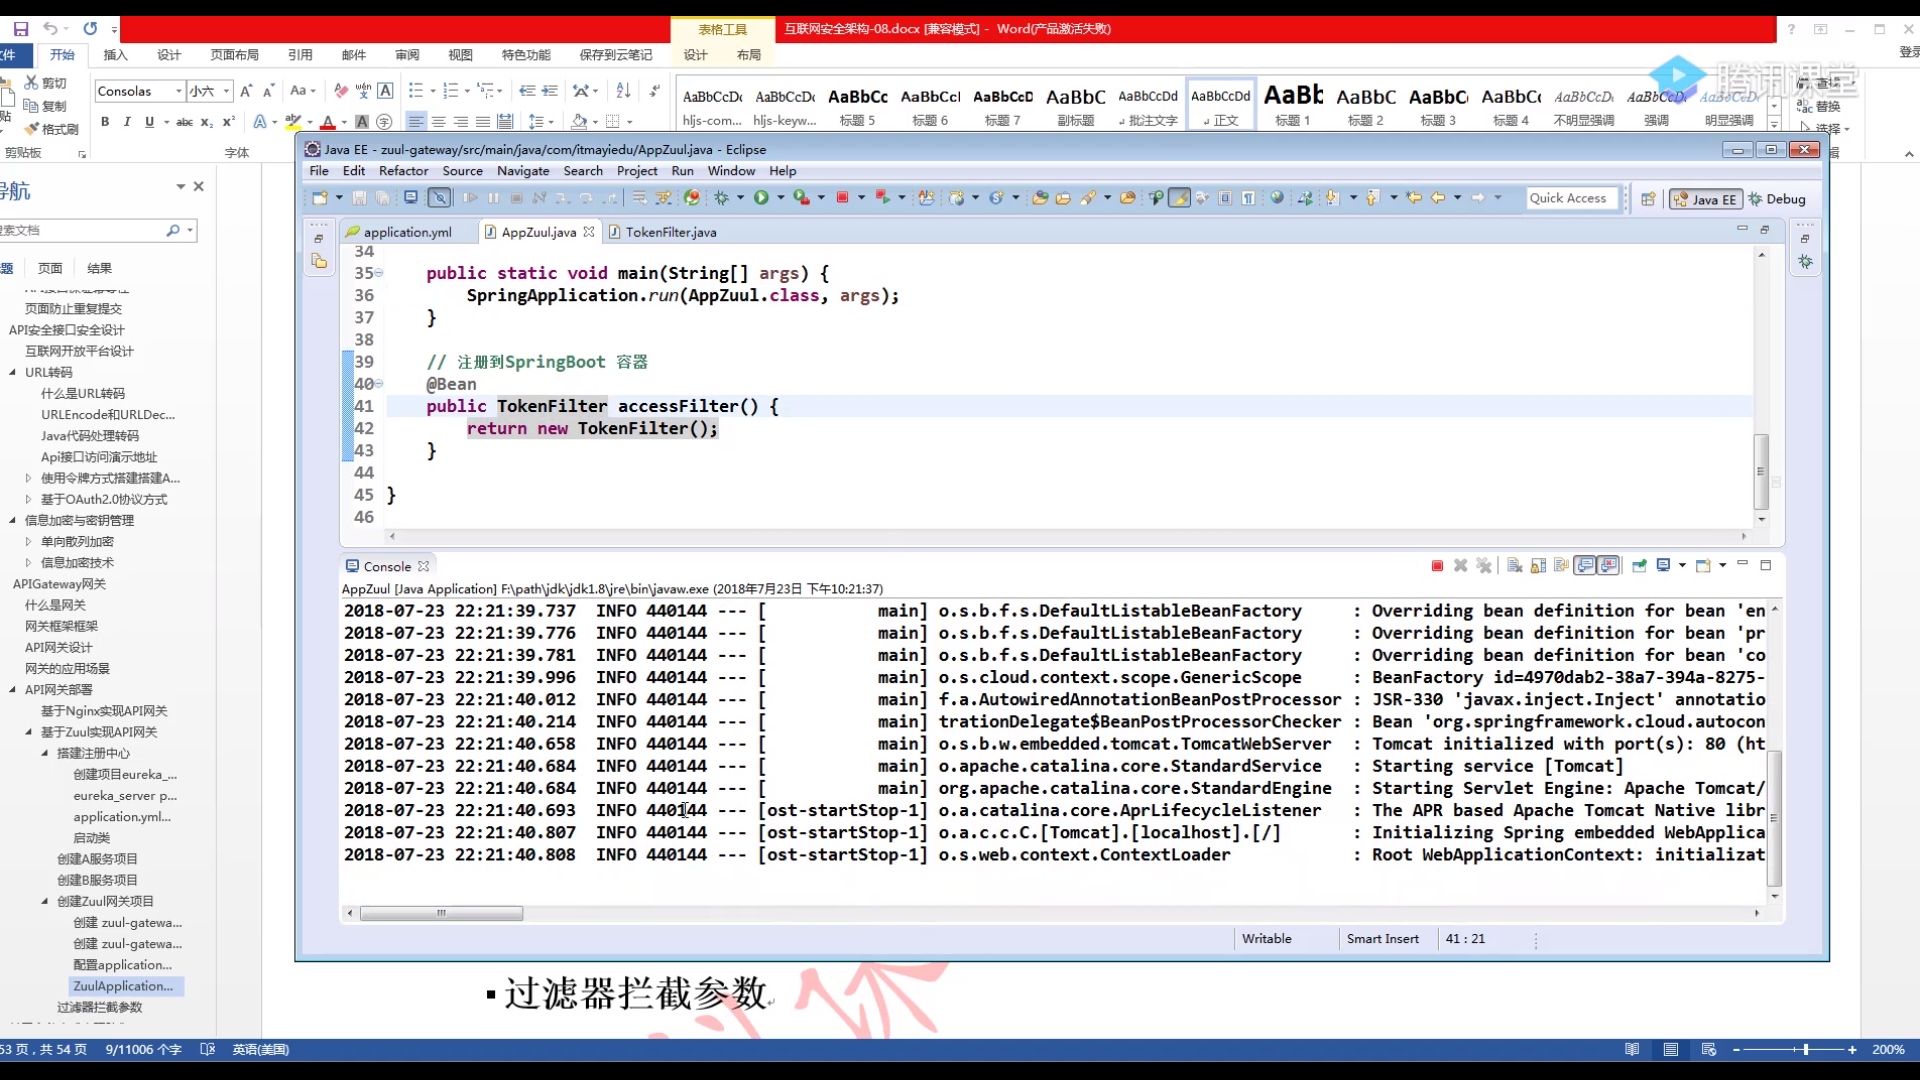 表格工具
互联网安全架构-08.docx [兼容模式] - Word(产品激活失败)
文件 开始 插入 设计 页面布局 引用 邮件 审阅 视图 特色功能 保存到云笔记 设计 布局
剪切
复制
格式刷
剪贴板
Consolas 小六
字体
AaBbCcDc AaBbCcDc AaBbCc AaBbCc AaBbCcD AaBbC AaBbCcDd AaBbCcDd AaBb AaBbC AaBbC AaBbC AaBbCcDc AaBbCcDc AaBbCcDc
hljs-com... hljs-keyw... 标题 5 标题 6 标题 7 副标题 批注文字 正文 标题 1 标题 2 标题 3 标题 4 不明显强调 强调 明显强调
腾讯课堂
替换
选择
导航
搜索文档
标题 页面 结果
页面防止重复提交
API安全接口安全设计
互联网开放平台设计
URL转码
什么是URL转码
URLEncode和URLDec...
Java代码处理转码
Api接口访问演示地址
使用令牌方式搭建搭建A...
基于OAuth2.0协议方式
信息加密与密钥管理
单向散列加密
信息加密技术
APIGateway网关
什么是网关
网关框架框架
API网关设计
网关的应用场景
API网关部署
基于Nginx实现API网关
基于Zuul实现API网关
搭建注册中心
创建项目eureka_...
eureka_server p...
application.yml...
启动类
创建A服务项目
创建B服务项目
创建Zuul网关项目
创建 zuul-gatewa...
创建 zuul-gatewa...
配置application...
ZuulApplication...
过滤器拦截参数
Java EE - zuul-gateway/src/main/java/com/itmayiedu/AppZuul.java - Eclipse
File Edit Refactor Source Navigate Search Project Run Window Help
Quick Access Java EE Debug
application.yml AppZuul.java TokenFilter.java
34
35 public static void main(String[] args) {
36 SpringApplication.run(AppZuul.class, args);
37 }
38
39 // 注册到SpringBoot 容器
40 @Bean
41 public TokenFilter accessFilter() {
42 return new TokenFilter();
43 }
44
45 }
46
Console
AppZuul [Java Application] F:\path\jdk\jdk1.8\jre\bin\javaw.exe (2018年7月23日 下午10:21:37)
2018-07-23 22:21:39.737 INFO 440144 --- [ main] o.s.b.f.s.DefaultListableBeanFactory : Overriding bean definition for bean 'en
2018-07-23 22:21:39.776 INFO 440144 --- [ main] o.s.b.f.s.DefaultListableBeanFactory : Overriding bean definition for bean 'pr
2018-07-23 22:21:39.781 INFO 440144 --- [ main] o.s.b.f.s.DefaultListableBeanFactory : Overriding bean definition for bean 'co
2018-07-23 22:21:39.996 INFO 440144 --- [ main] o.s.cloud.context.scope.GenericScope : BeanFactory id=4970dab2-38a7-394a-8275-
2018-07-23 22:21:40.012 INFO 440144 --- [ main] f.a.AutowiredAnnotationBeanPostProcessor : JSR-330 'javax.inject.Inject' annotatio
2018-07-23 22:21:40.214 INFO 440144 --- [ main] trationDelegate$BeanPostProcessorChecker : Bean 'org.springframework.cloud.autocon
2018-07-23 22:21:40.658 INFO 440144 --- [ main] o.s.b.w.embedded.tomcat.TomcatWebServer : Tomcat initialized with port(s): 80 (ht
2018-07-23 22:21:40.684 INFO 440144 --- [ main] o.apache.catalina.core.StandardService : Starting service [Tomcat]
2018-07-23 22:21:40.684 INFO 440144 --- [ main] org.apache.catalina.core.StandardEngine : Starting Servlet Engine: Apache Tomcat/
2018-07-23 22:21:40.693 INFO 440144 --- [ost-startStop-1] o.a.catalina.core.AprLifecycleListener : The APR based Apache Tomcat Native libr
2018-07-23 22:21:40.807 INFO 440144 --- [ost-startStop-1] o.a.c.c.C.[Tomcat].[localhost].[/] : Initializing Spring embedded WebApplica
2018-07-23 22:21:40.808 INFO 440144 --- [ost-startStop-1] o.s.web.context.ContextLoader : Root WebApplicationContext: initializat
Writable Smart Insert 41 : 21
▪ 过滤器拦截参数
53 页，共 54 页 9/11006 个字 英语(美国) 200%